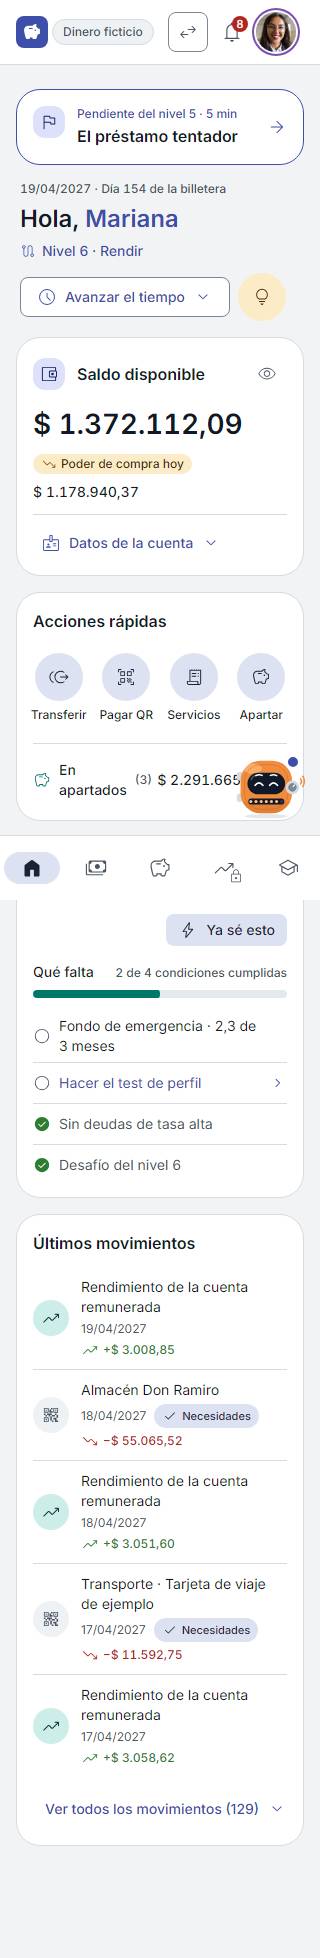 Dinero ficticio
8
Pendiente del nivel 5 · 5 min
El préstamo tentador
19/04/2027 · Día 154 de la billetera
Hola, Mariana
Nivel 6 · Rendir
Avanzar el tiempo
Saldo disponible
$ 1.372.112,09
Poder de compra hoy
$ 1.178.940,37
Datos de la cuenta
Acciones rápidas
Transferir
Pagar QR
Servicios
Apartar
En
apartados
(3) $ 2.291.665
Ya sé esto
Qué falta
2 de 4 condiciones cumplidas
Fondo de emergencia · 2,3 de
3 meses
Hacer el test de perfil
Sin deudas de tasa alta
Desafío del nivel 6
Últimos movimientos
Rendimiento de la cuenta
remunerada
19/04/2027
+$ 3.008,85
Almacén Don Ramiro
18/04/2027
Necesidades
−$ 55.065,52
Rendimiento de la cuenta
remunerada
18/04/2027
+$ 3.051,60
Transporte · Tarjeta de viaje
de ejemplo
17/04/2027
Necesidades
−$ 11.592,75
Rendimiento de la cuenta
remunerada
17/04/2027
+$ 3.058,62
Ver todos los movimientos (129)